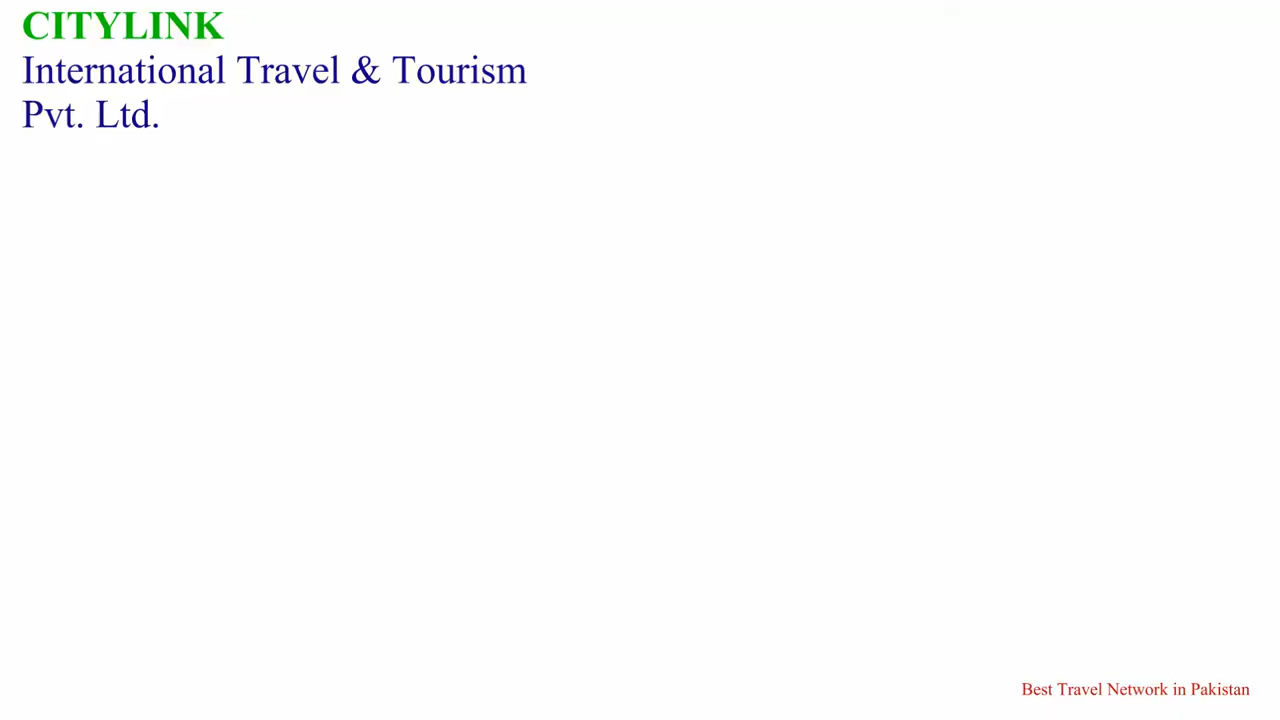 CITYLINK
International Travel & Tourism
Pvt. Ltd.
Best Travel Network in Pakistan